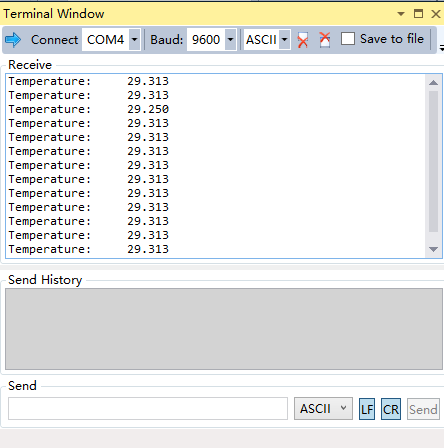 Terminal Window
Connect COM4 Baud: 9600 ASCII Save to file
Receive
Temperature: 29.313
Temperature: 29.313
Temperature: 29.250
Temperature: 29.313
Temperature: 29.313
Temperature: 29.313
Temperature: 29.313
Temperature: 29.313
Temperature: 29.313
Temperature: 29.313
Temperature: 29.313
Temperature: 29.313
Temperature: 29.313
Send History
Send
ASCII LF CR Send